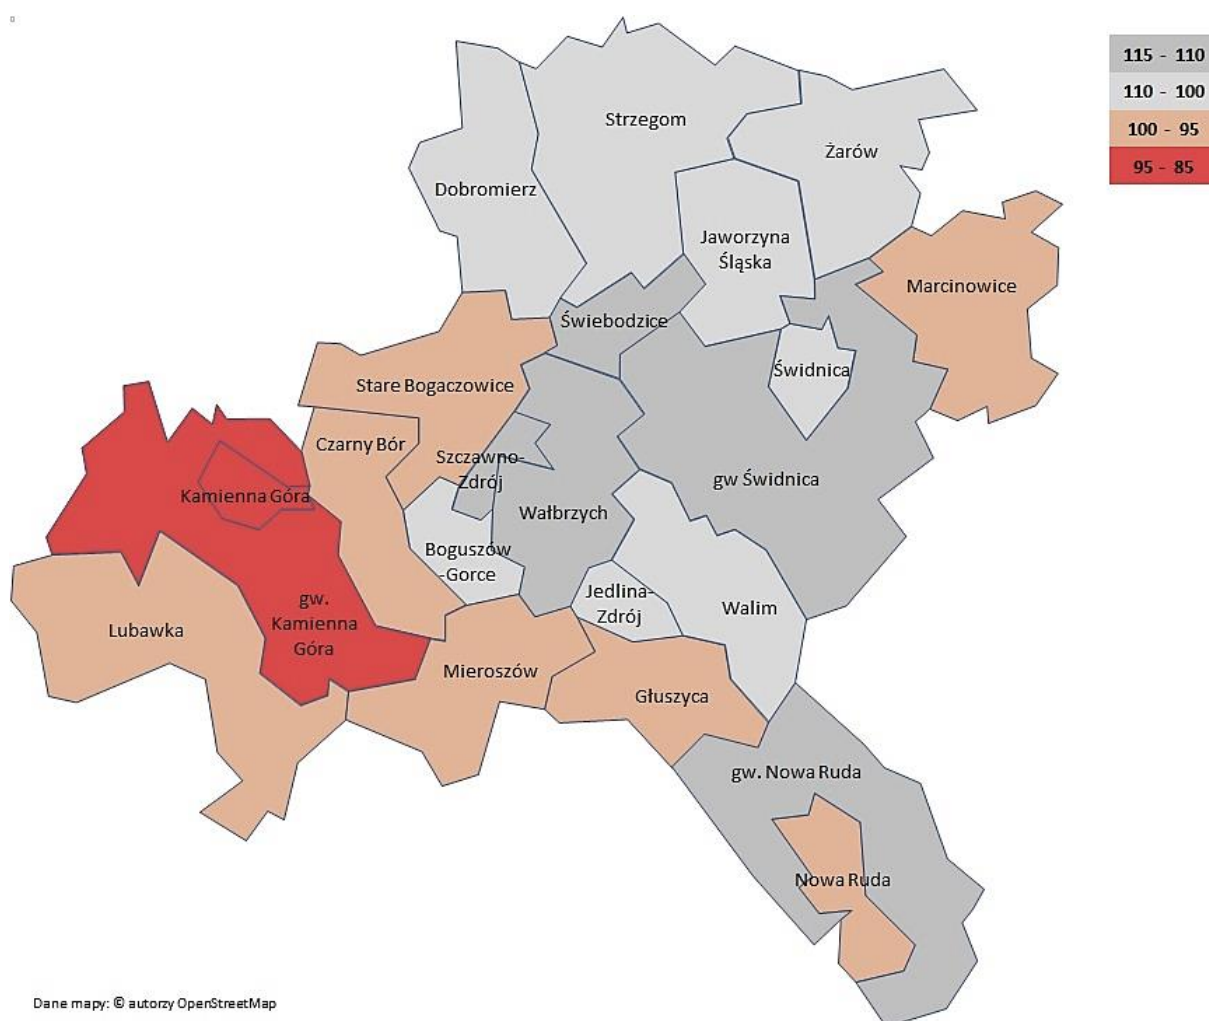 115 - 110
110 - 100
100 - 95
95 - 85
Strzegom
Żarów
Dobromierz
Jaworzyna
Śląska
Marcinowice
Świebodzice
Świdnica
Stare Bogaczowice
Czarny Bór
Szczawno-
Zdrój
gw Świdnica
Kamienna Góra
Wałbrzych
Boguszów
-Gorce
Jedlina-
Zdrój
Walim
gw.
Kamienna
Góra
Lubawka
Mieroszów
Głuszyca
gw. Nowa Ruda
Nowa Ruda
Dane mapy: © autorzy OpenStreetMap